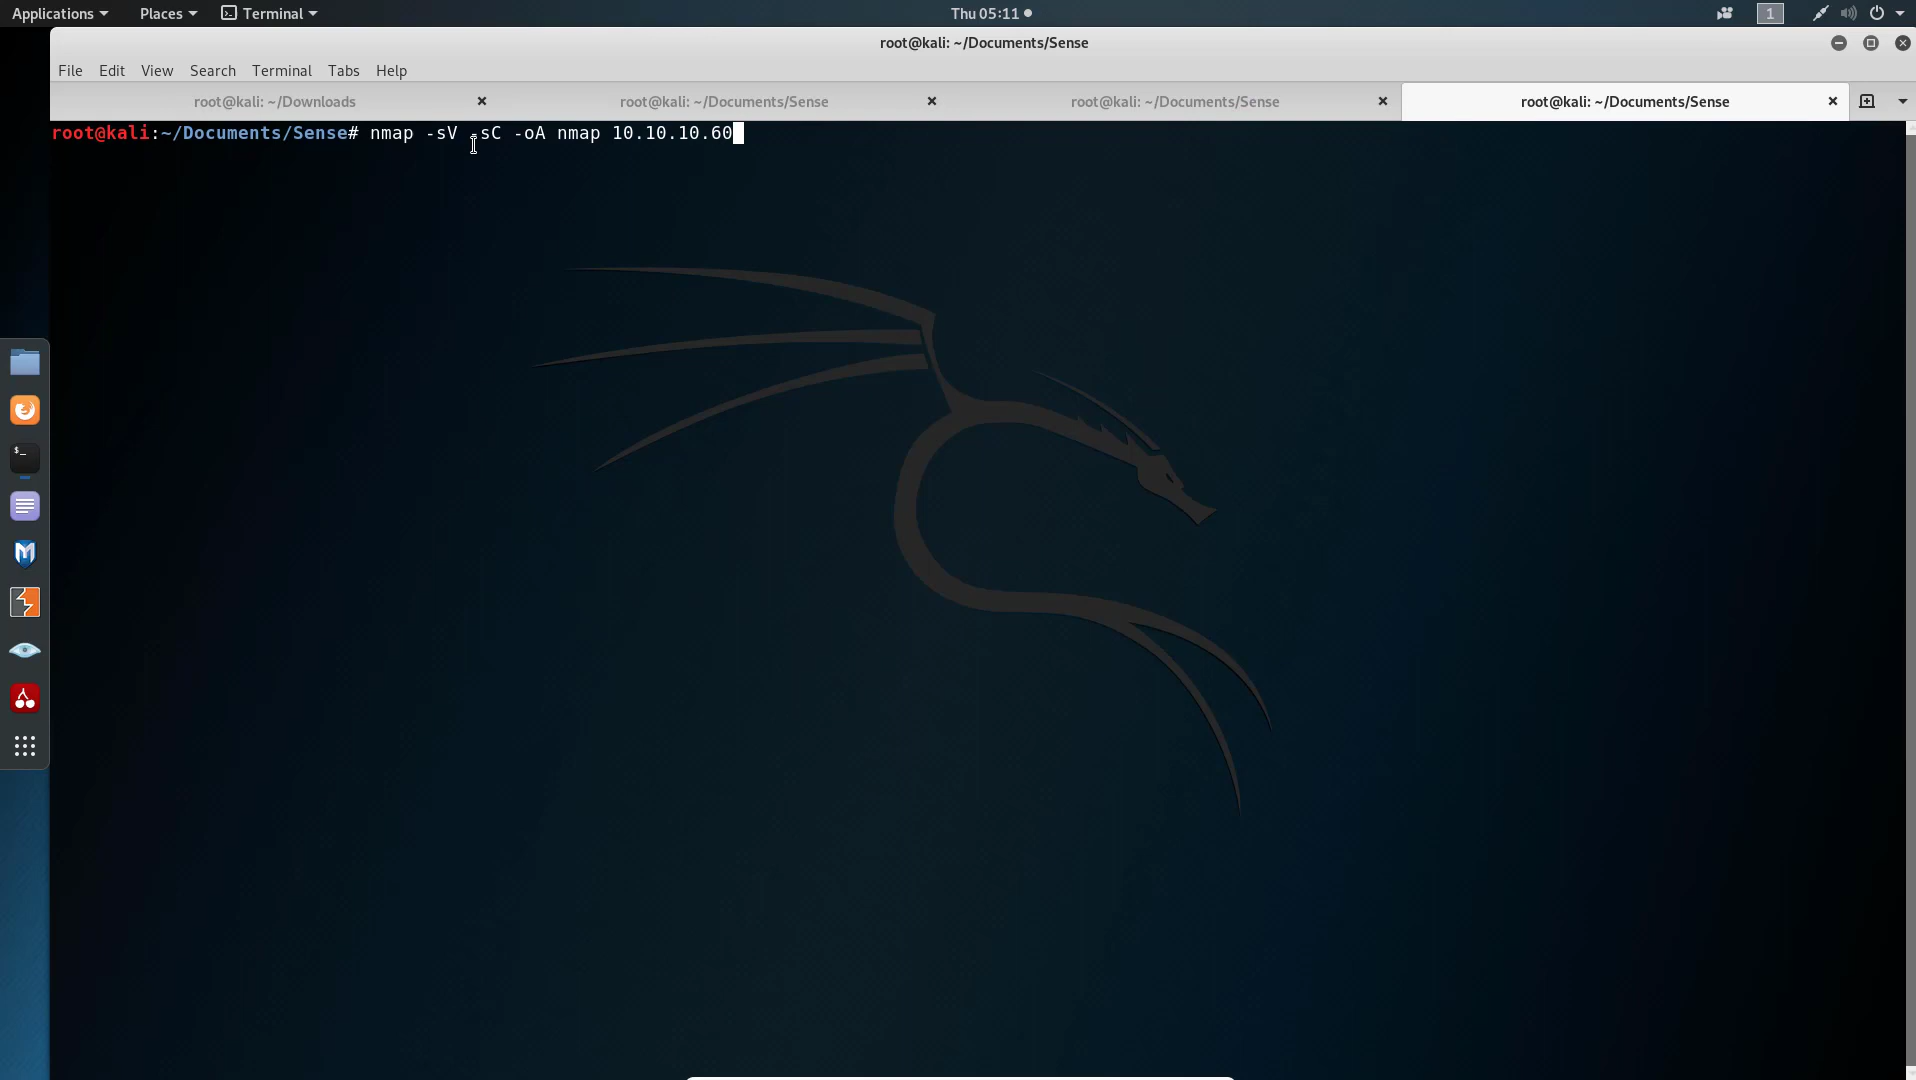 Applications Places Terminal Thu 05:11 1
root@kali: ~/Documents/Sense
File Edit View Search Terminal Tabs Help
root@kali: ~/Downloads root@kali: ~/Documents/Sense root@kali: ~/Documents/Sense root@kali: ~/Documents/Sense
root@kali:~/Documents/Sense# nmap -sV -sC -oA nmap 10.10.10.60